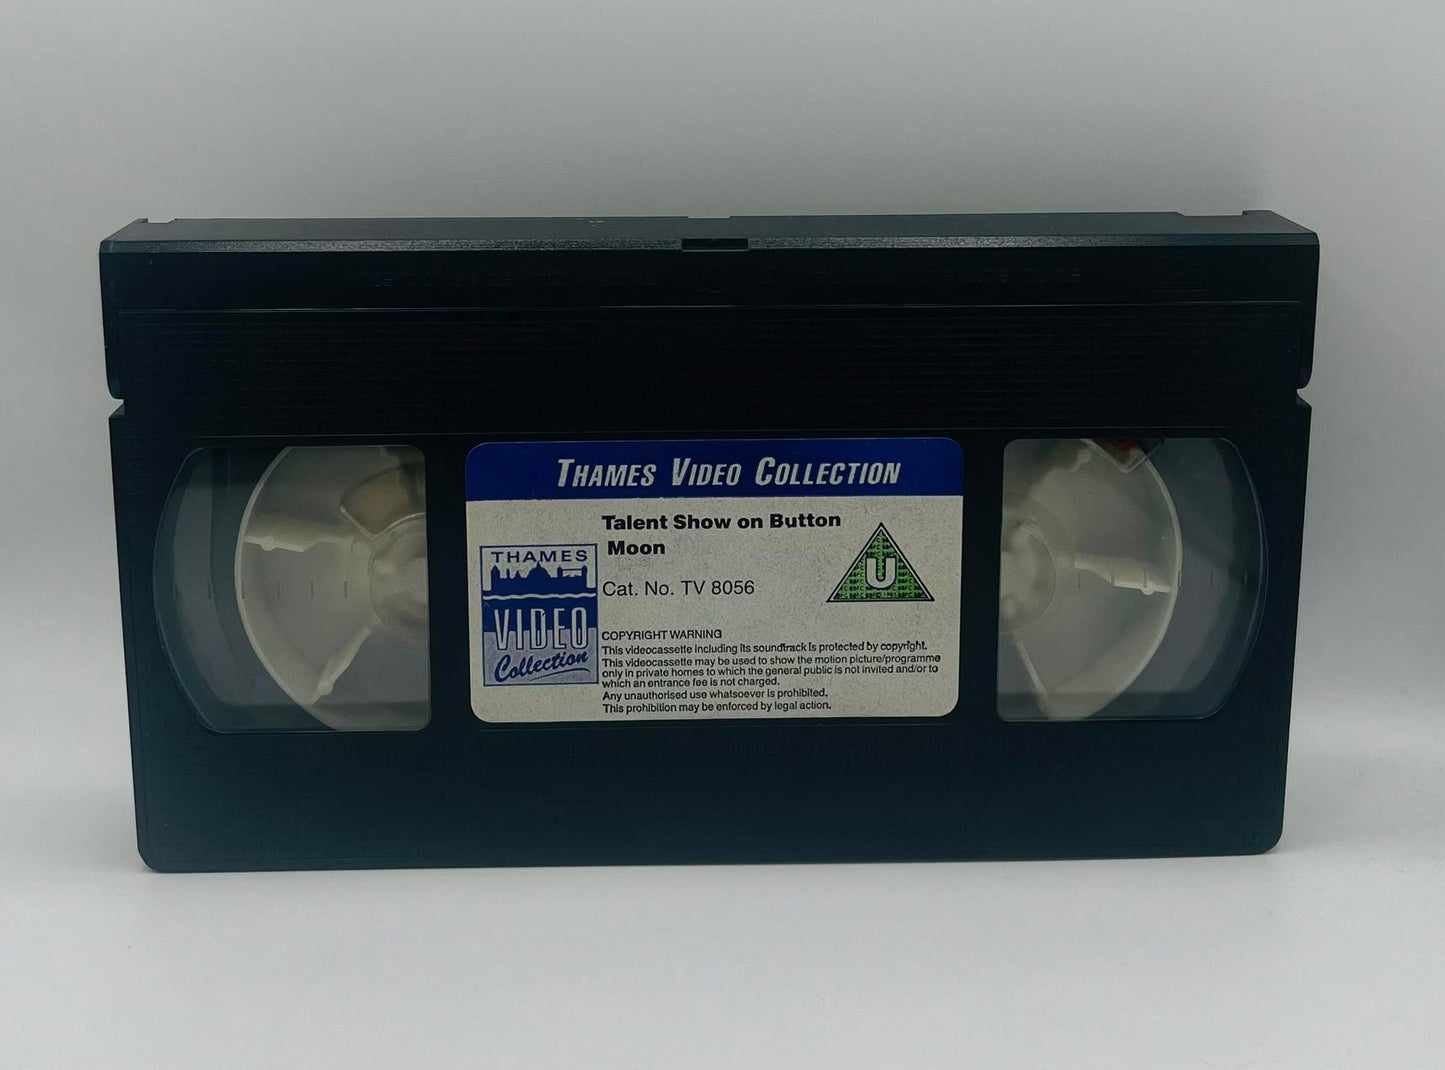 THAMES VIDEO COLLECTION
Talent Show on Button
Moon
THAMES
VIDEO
Collection
Cat. No. TV 8056
U
COPYRIGHT WARNING
This videocassette including its soundtrack is protected by copyright.
This videocassette may be used to show the motion picture/programme
only in private homes to which the general public is not invited and/or to
which an entrance fee is not charged.
Any unauthorised use whatsoever is prohibited.
This prohibition may be enforced by legal action.